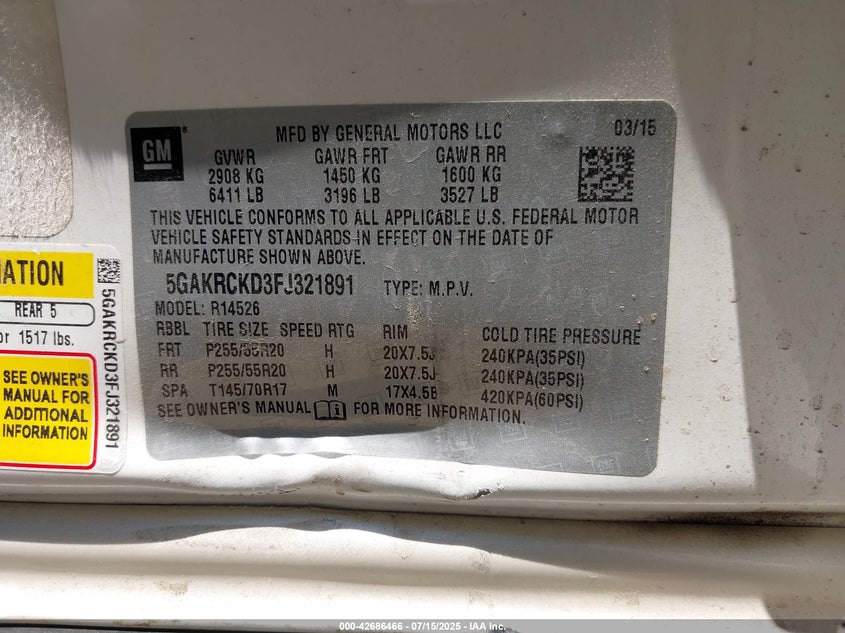 GM ®
MFD BY GENERAL MOTORS LLC 03/15
GVWR GAWR FRT GAWR RR
2908 KG 1450 KG 1600 KG
6411 LB 3196 LB 3527 LB
THIS VEHICLE CONFORMS TO ALL APPLICABLE U.S. FEDERAL MOTOR
VEHICLE SAFETY STANDARDS IN EFFECT ON THE DATE OF
MANUFACTURE SHOWN ABOVE.
5GAKRCKD3FJ321891 TYPE: M.P.V.
MODEL: R14526
RBBL TIRE SIZE SPEED RTG RIM COLD TIRE PRESSURE
FRT P255/55R20 H 20X7.5J 240KPA(35PSI)
RR P255/55R20 H 20X7.5J 240KPA(35PSI)
SPA T145/70R17 M 17X4.5B 420KPA(60PSI)
SEE OWNER'S MANUAL FOR MORE INFORMATION.
MATION
REAR 5
or 1517 lbs.
SEE OWNER'S
MANUAL FOR
ADDITIONAL
INFORMATION
5GAKRCKD3FJ321891
000-42686466 - 07/15/2025 - IAA Inc.